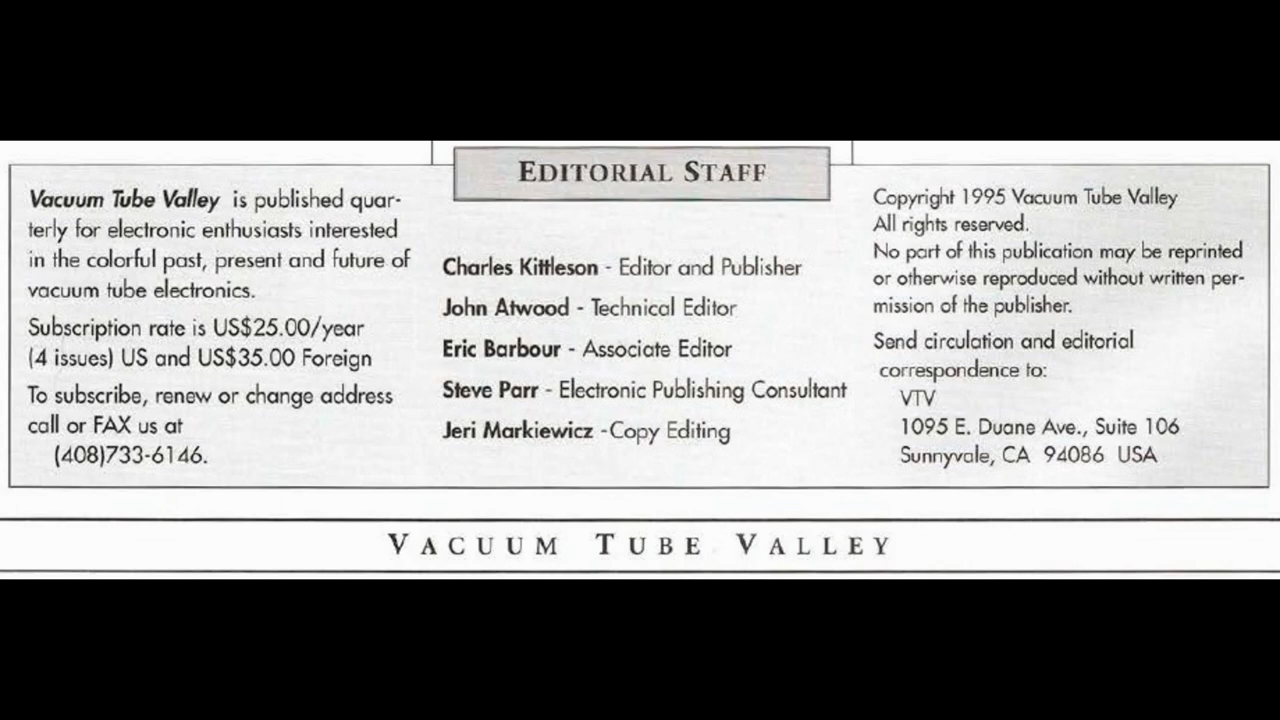 EDITORIAL STAFF
Vacuum Tube Valley is published quar-
terly for electronic enthusiasts interested
in the colorful past, present and future of
vacuum tube electronics.
Subscription rate is US$25.00/year
(4 issues) US and US$35.00 Foreign
To subscribe, renew or change address
call or FAX us at
(408)733-6146.
Charles Kittleson - Editor and Publisher
John Atwood - Technical Editor
Eric Barbour - Associate Editor
Steve Parr - Electronic Publishing Consultant
Jeri Markiewicz -Copy Editing
Copyright 1995 Vacuum Tube Valley
All rights reserved.
No part of this publication may be reprinted
or otherwise reproduced without written per-
mission of the publisher.
Send circulation and editorial
correspondence to:
VTV
1095 E. Duane Ave., Suite 106
Sunnyvale, CA 94086 USA
VACUUM TUBE VALLEY